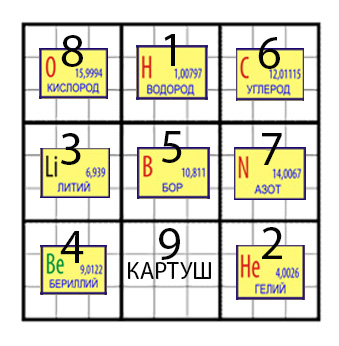 8 1 6
O 15,9994 H 1,00797 C 12,01115
КИСЛОРОД ВОДОРОД УГЛЕРОД
3 5 7
Li 6,939 B 10,811 N 14,0067
ЛИТИЙ БОР АЗОТ
4 9 2
Be 9,0122 КАРТУШ He 4,0026
БЕРИЛЛИЙ ГЕЛИЙ